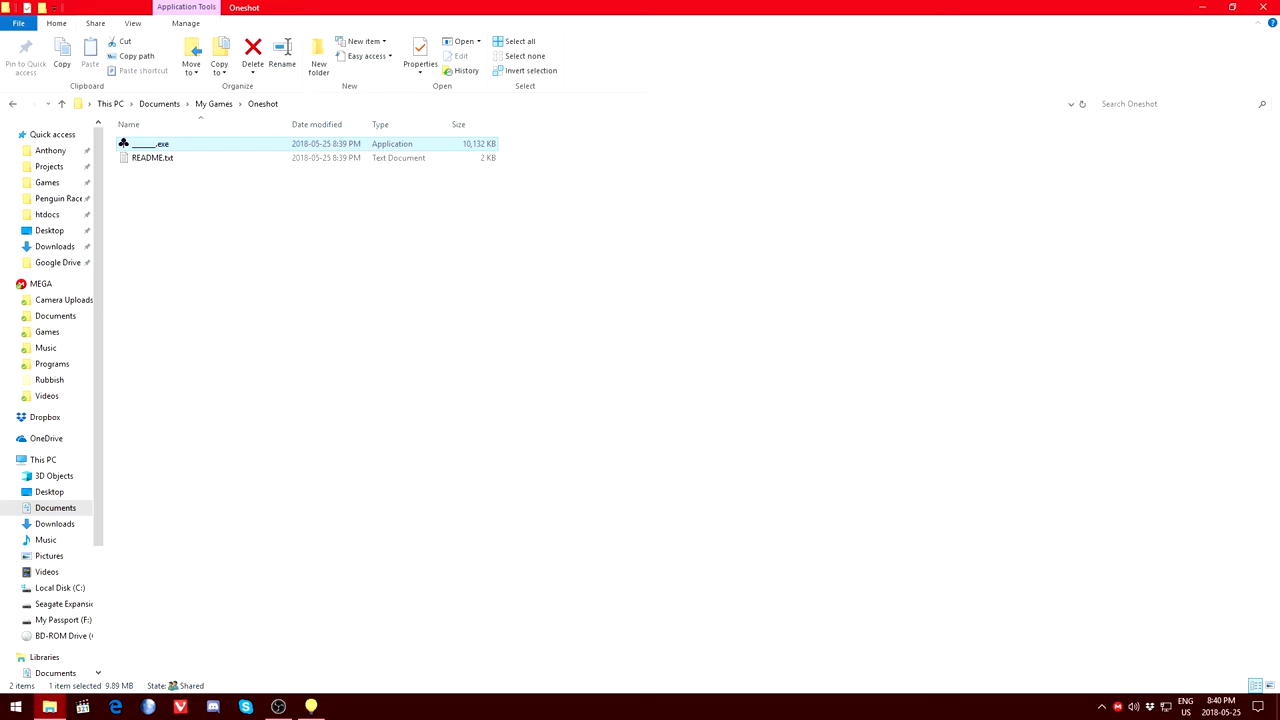 Application Tools Oneshot
File Home Share View Manage
Pin to Quick access
Copy
Paste
Cut
Copy path
Paste shortcut
Clipboard
Move to
Copy to
Delete
Rename
Organize
New folder
New item
Easy access
New
Properties
Open
Edit
History
Open
Select all
Select none
Invert selection
Select
This PC > Documents > My Games > Oneshot
Search Oneshot
Name Date modified Type Size
______.exe 2018-05-25 8:39 PM Application 10,132 KB
README.txt 2018-05-25 8:39 PM Text Document 2 KB
Quick access
Anthony
Projects
Games
Penguin Race
htdocs
Desktop
Downloads
Google Drive
MEGA
Camera Uploads
Documents
Games
Music
Programs
Rubbish
Videos
Dropbox
OneDrive
This PC
3D Objects
Desktop
Documents
Downloads
Music
Pictures
Videos
Local Disk (C:)
Seagate Expansi
My Passport (F:)
BD-ROM Drive (
Libraries
Documents
2 items 1 item selected 9.89 MB State: Shared
ENG
US
8:40 PM
2018-05-25